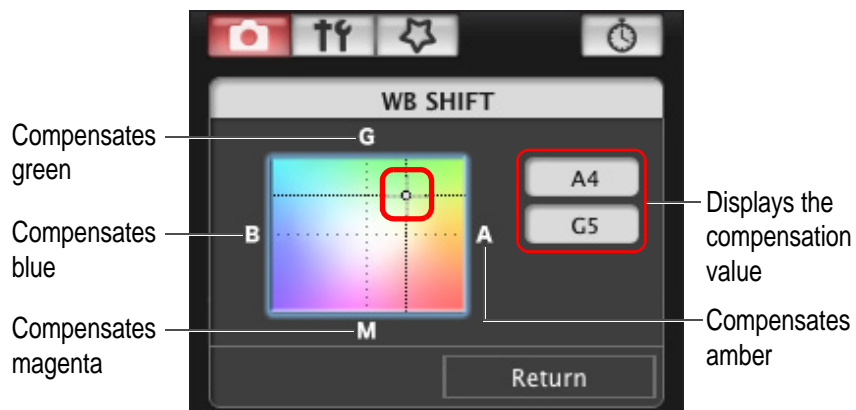 WB SHIFT
Compensates
green
G
A4
G5
Displays the
compensation
value
Compensates
blue
B
A
Compensates
magenta
M
Compensates
amber
Return